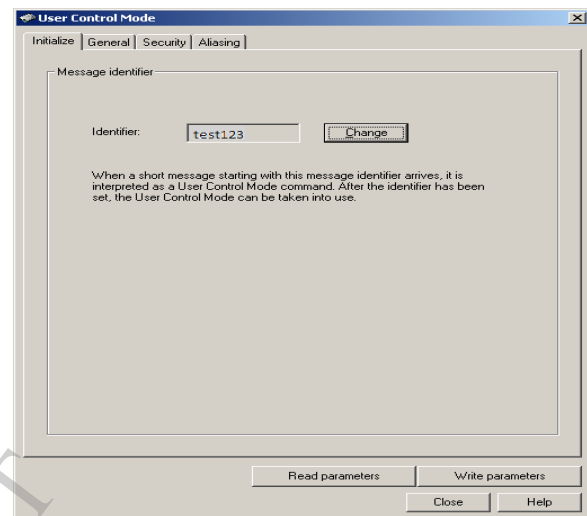 User Control Mode
Initialize General Security Aliasing
Message identifier
Identifier: test123 Change
When a short message starting with this message identifier arrives, it is
interpreted as a User Control Mode command. After the identifier has been
set, the User Control Mode can be taken into use.
Read parameters Write parameters
Close Help